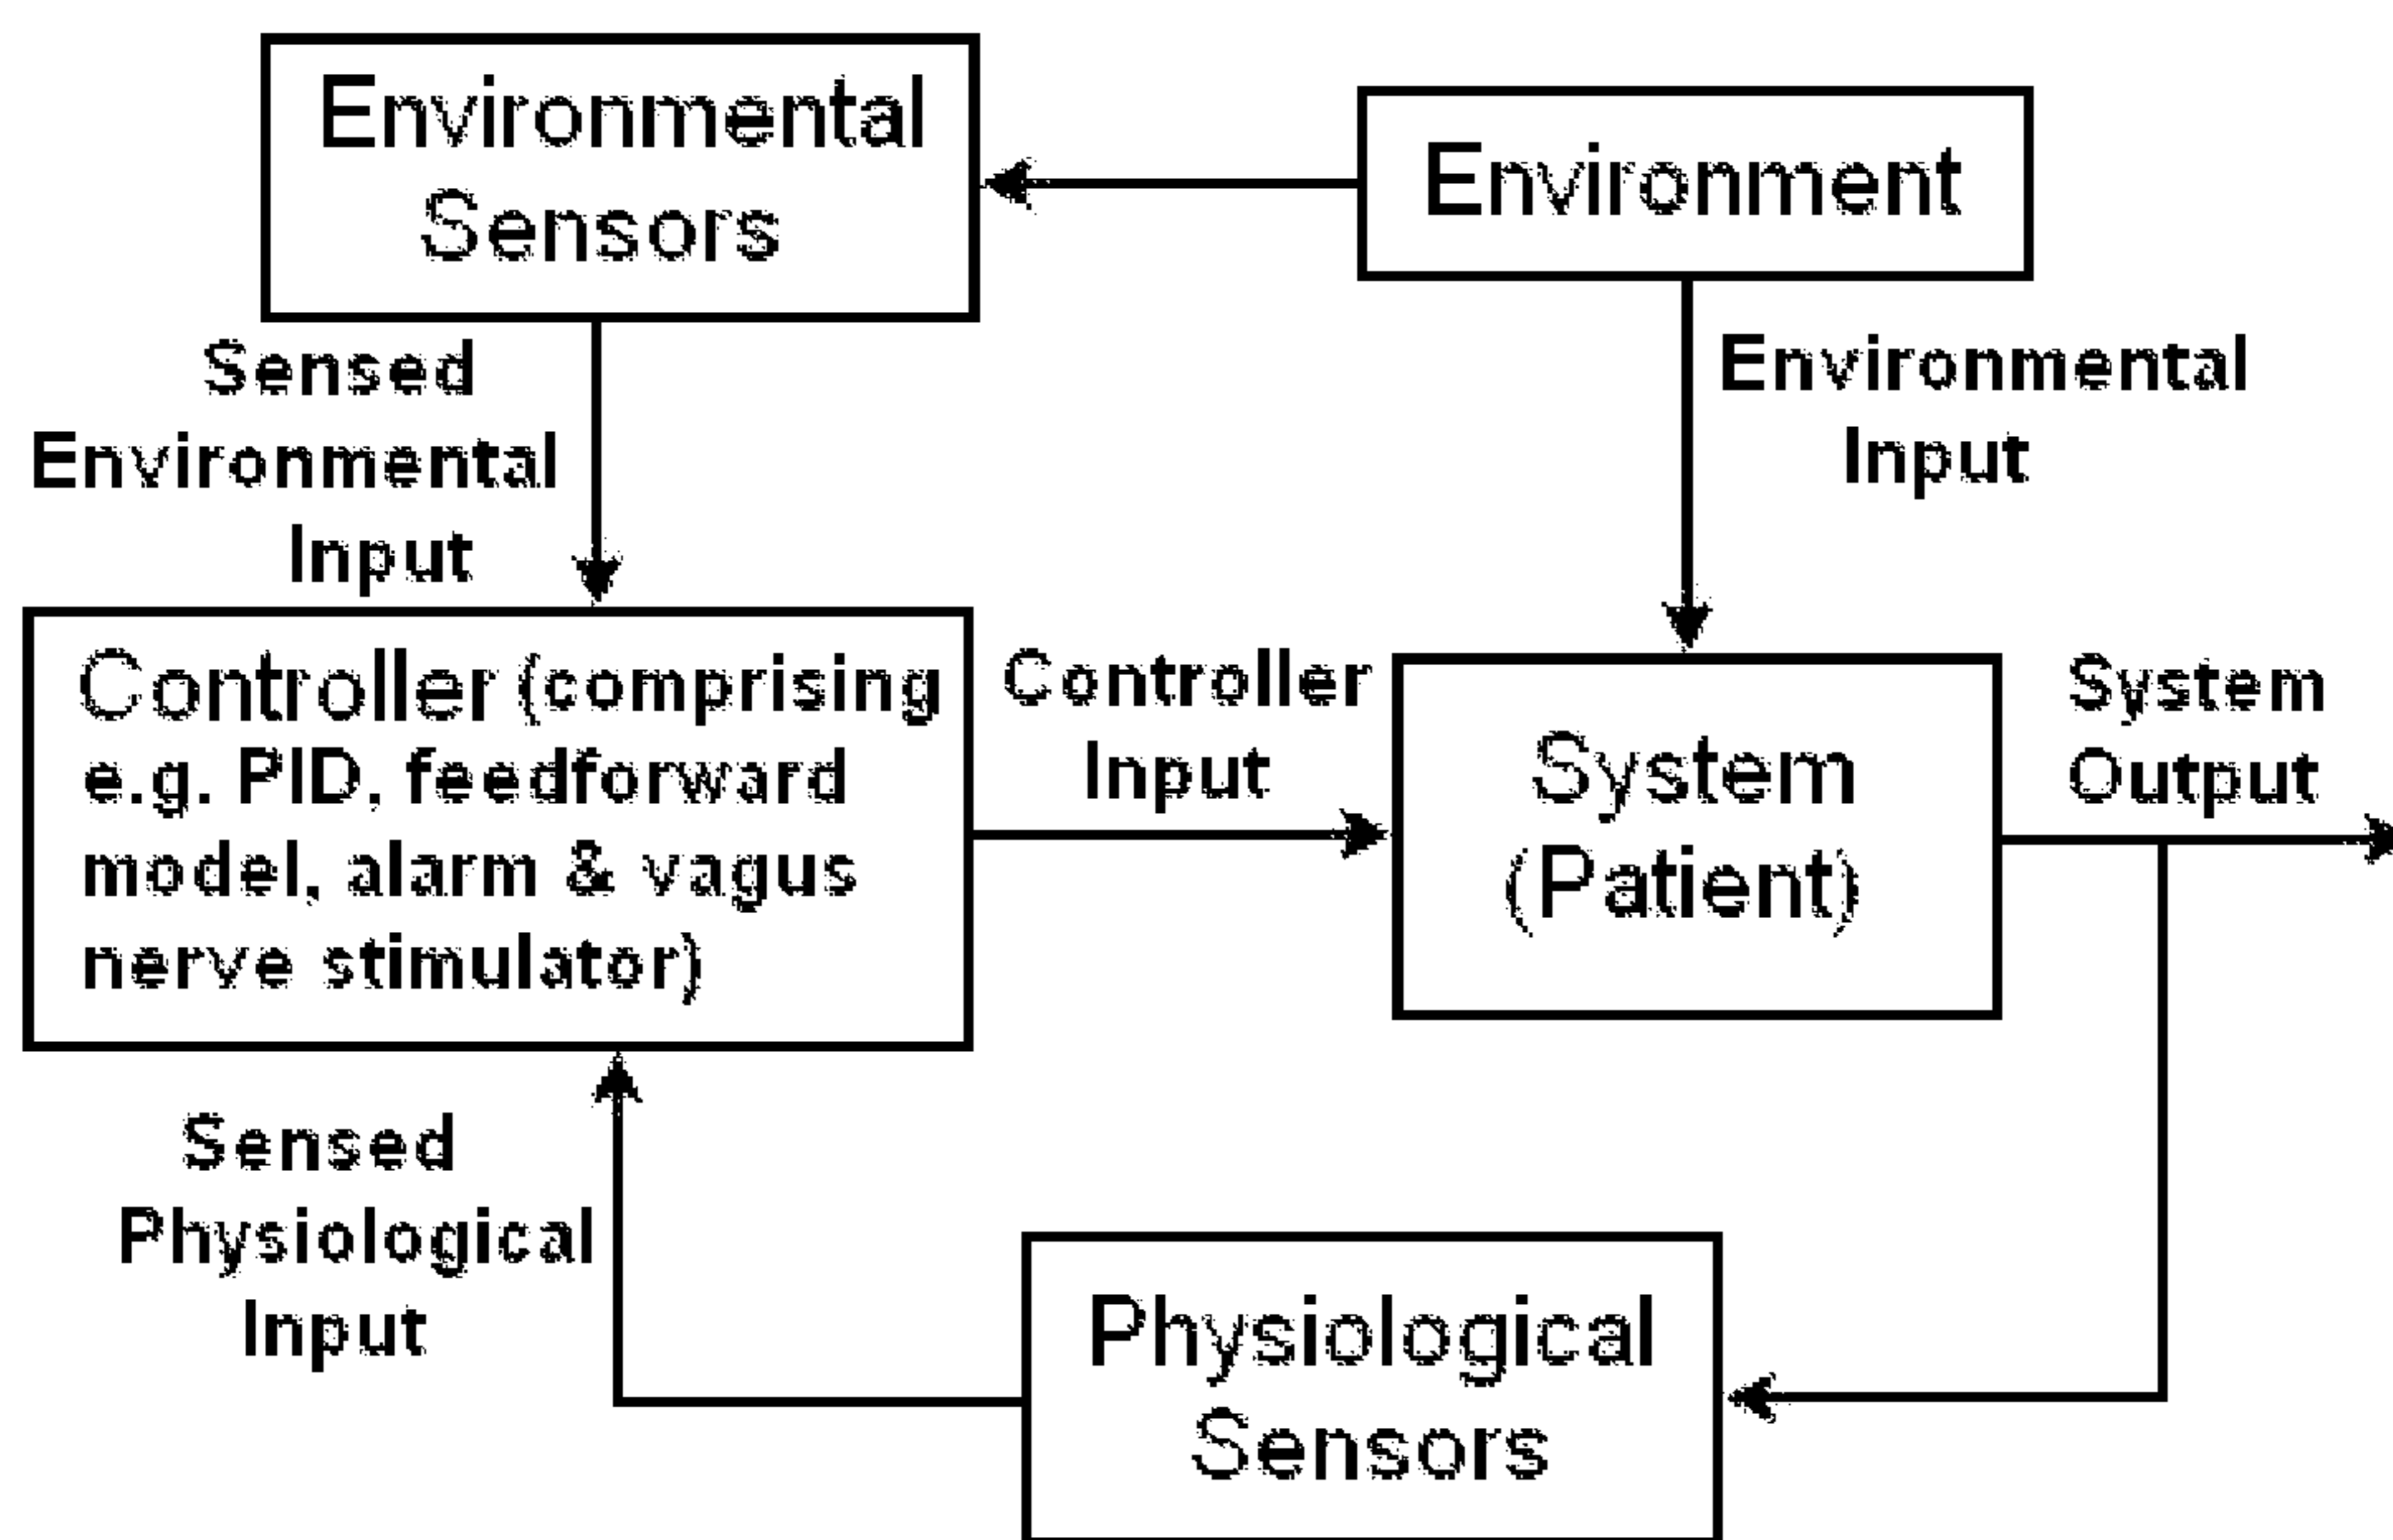 Environmental
Sensors
Environment
Sensed
Environmental
Input
Environmental
Input
Controller (comprising
e.g. PID, feedforward
model, alarm & vagus
nerve stimulator)
Controller
Input
System
(Patient)
System
Output
Sensed
Physiological
Input
Physiological
Sensors